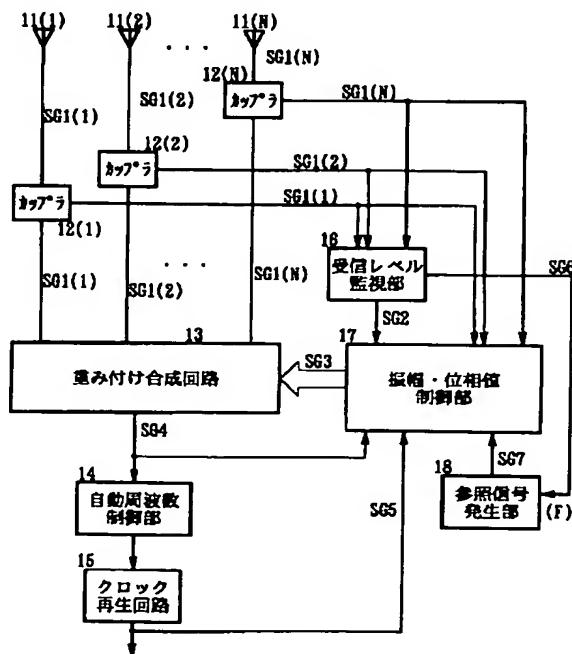 11(1)
11(2)
11(N)
・・・
SG1(N)
12(N)
カップラ
SG1(N)
SG1(2)
SG1(1)
12(2)
カップラ
SG1(2)
SG1(1)
カップラ
12(1)
16
受信レベル
監視部
SG6
・・・
SG1(1)
SG1(2)
SG1(N)
SG2
13
重み付け合成回路
SG3
17
振幅・位相値
制御部
SG4
14
自動周波数
制御部
SG5
SG7
18
参照信号
発生部
(F)
15
クロック
再生回路